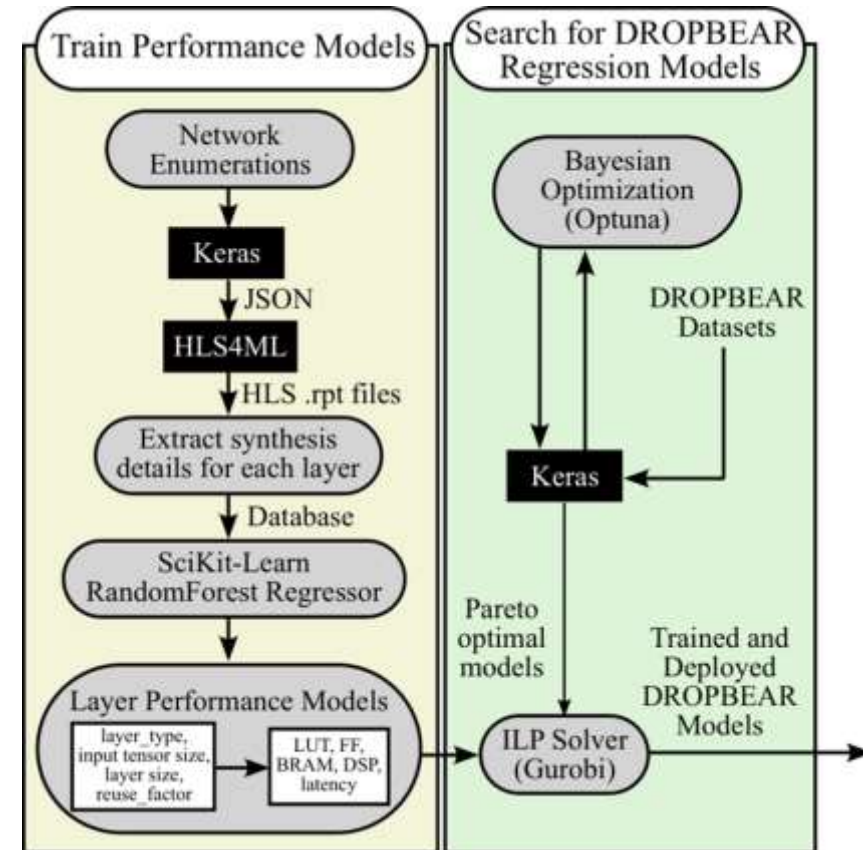 Train Performance Models
Network
Enumerations
Keras
JSON
HLS4ML
HLS .rpt files
Extract synthesis
details for each layer
Database
SciKit-Learn
RandomForest Regressor
Layer Performance Models
layer_type,
input tensor size,
layer size,
reuse_factor
LUT, FF,
BRAM, DSP,
latency
Search for DROPBEAR
Regression Models
Bayesian
Optimization
(Optuna)
DROPBEAR
Datasets
Keras
Pareto
optimal
models
Trained and
Deployed
DROPBEAR
Models
ILP Solver
(Gurobi)